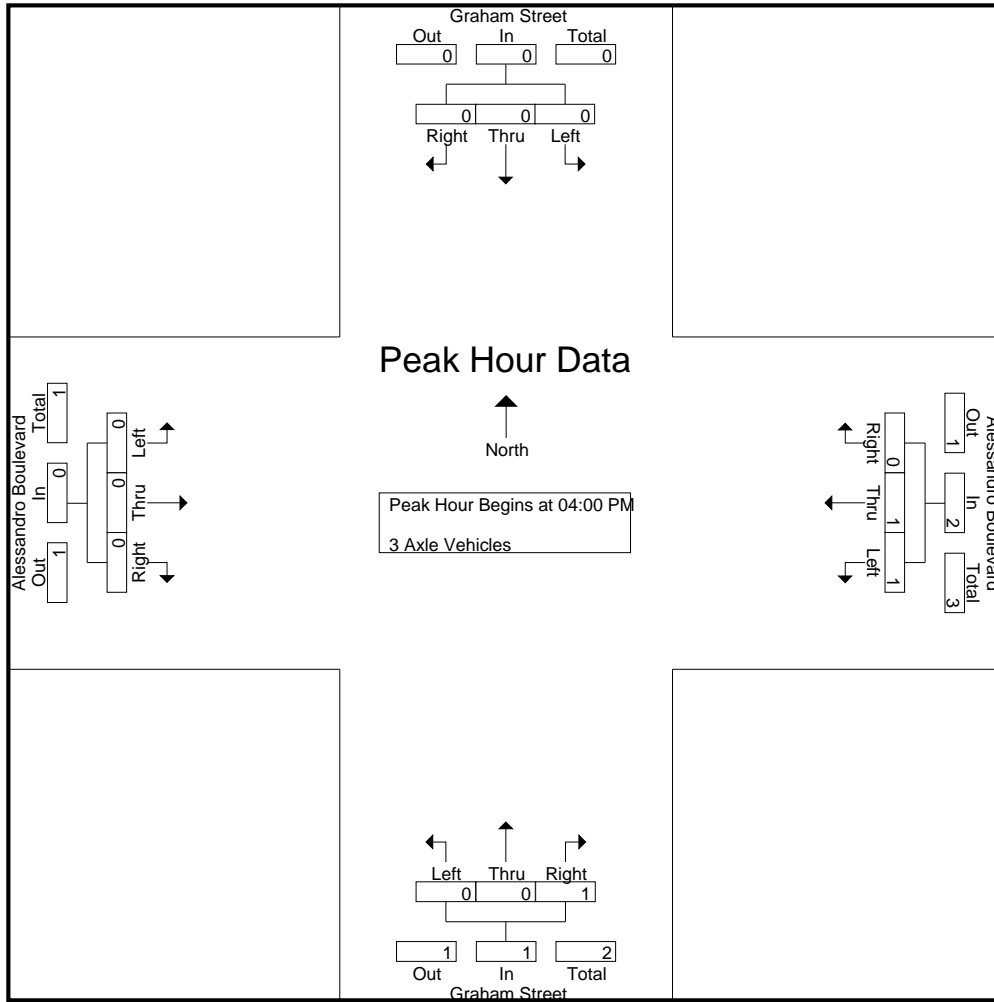 Graham Street
Out In Total
0 0 0
0 0 0
Right Thru Left
Peak Hour Data
North
Peak Hour Begins at 04:00 PM
3 Axle Vehicles
Alessandro Boulevard
Total In Out
1 0 1
0 0 0
Left Thru Right
Right Thru Left
0 1 1
1 2 3
Out In Total
Alessandro Boulevard
Left Thru Right
0 0 1
1 1 2
Out In Total
Graham Street